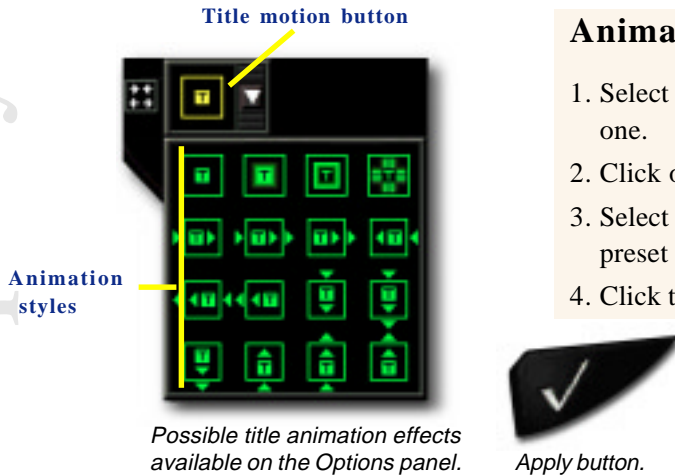 Title motion button
Anima
1. Select
one.
2. Click o
3. Select
preset
4. Click t
Animation
styles
Possible title animation effects
available on the Options panel.
Apply button.